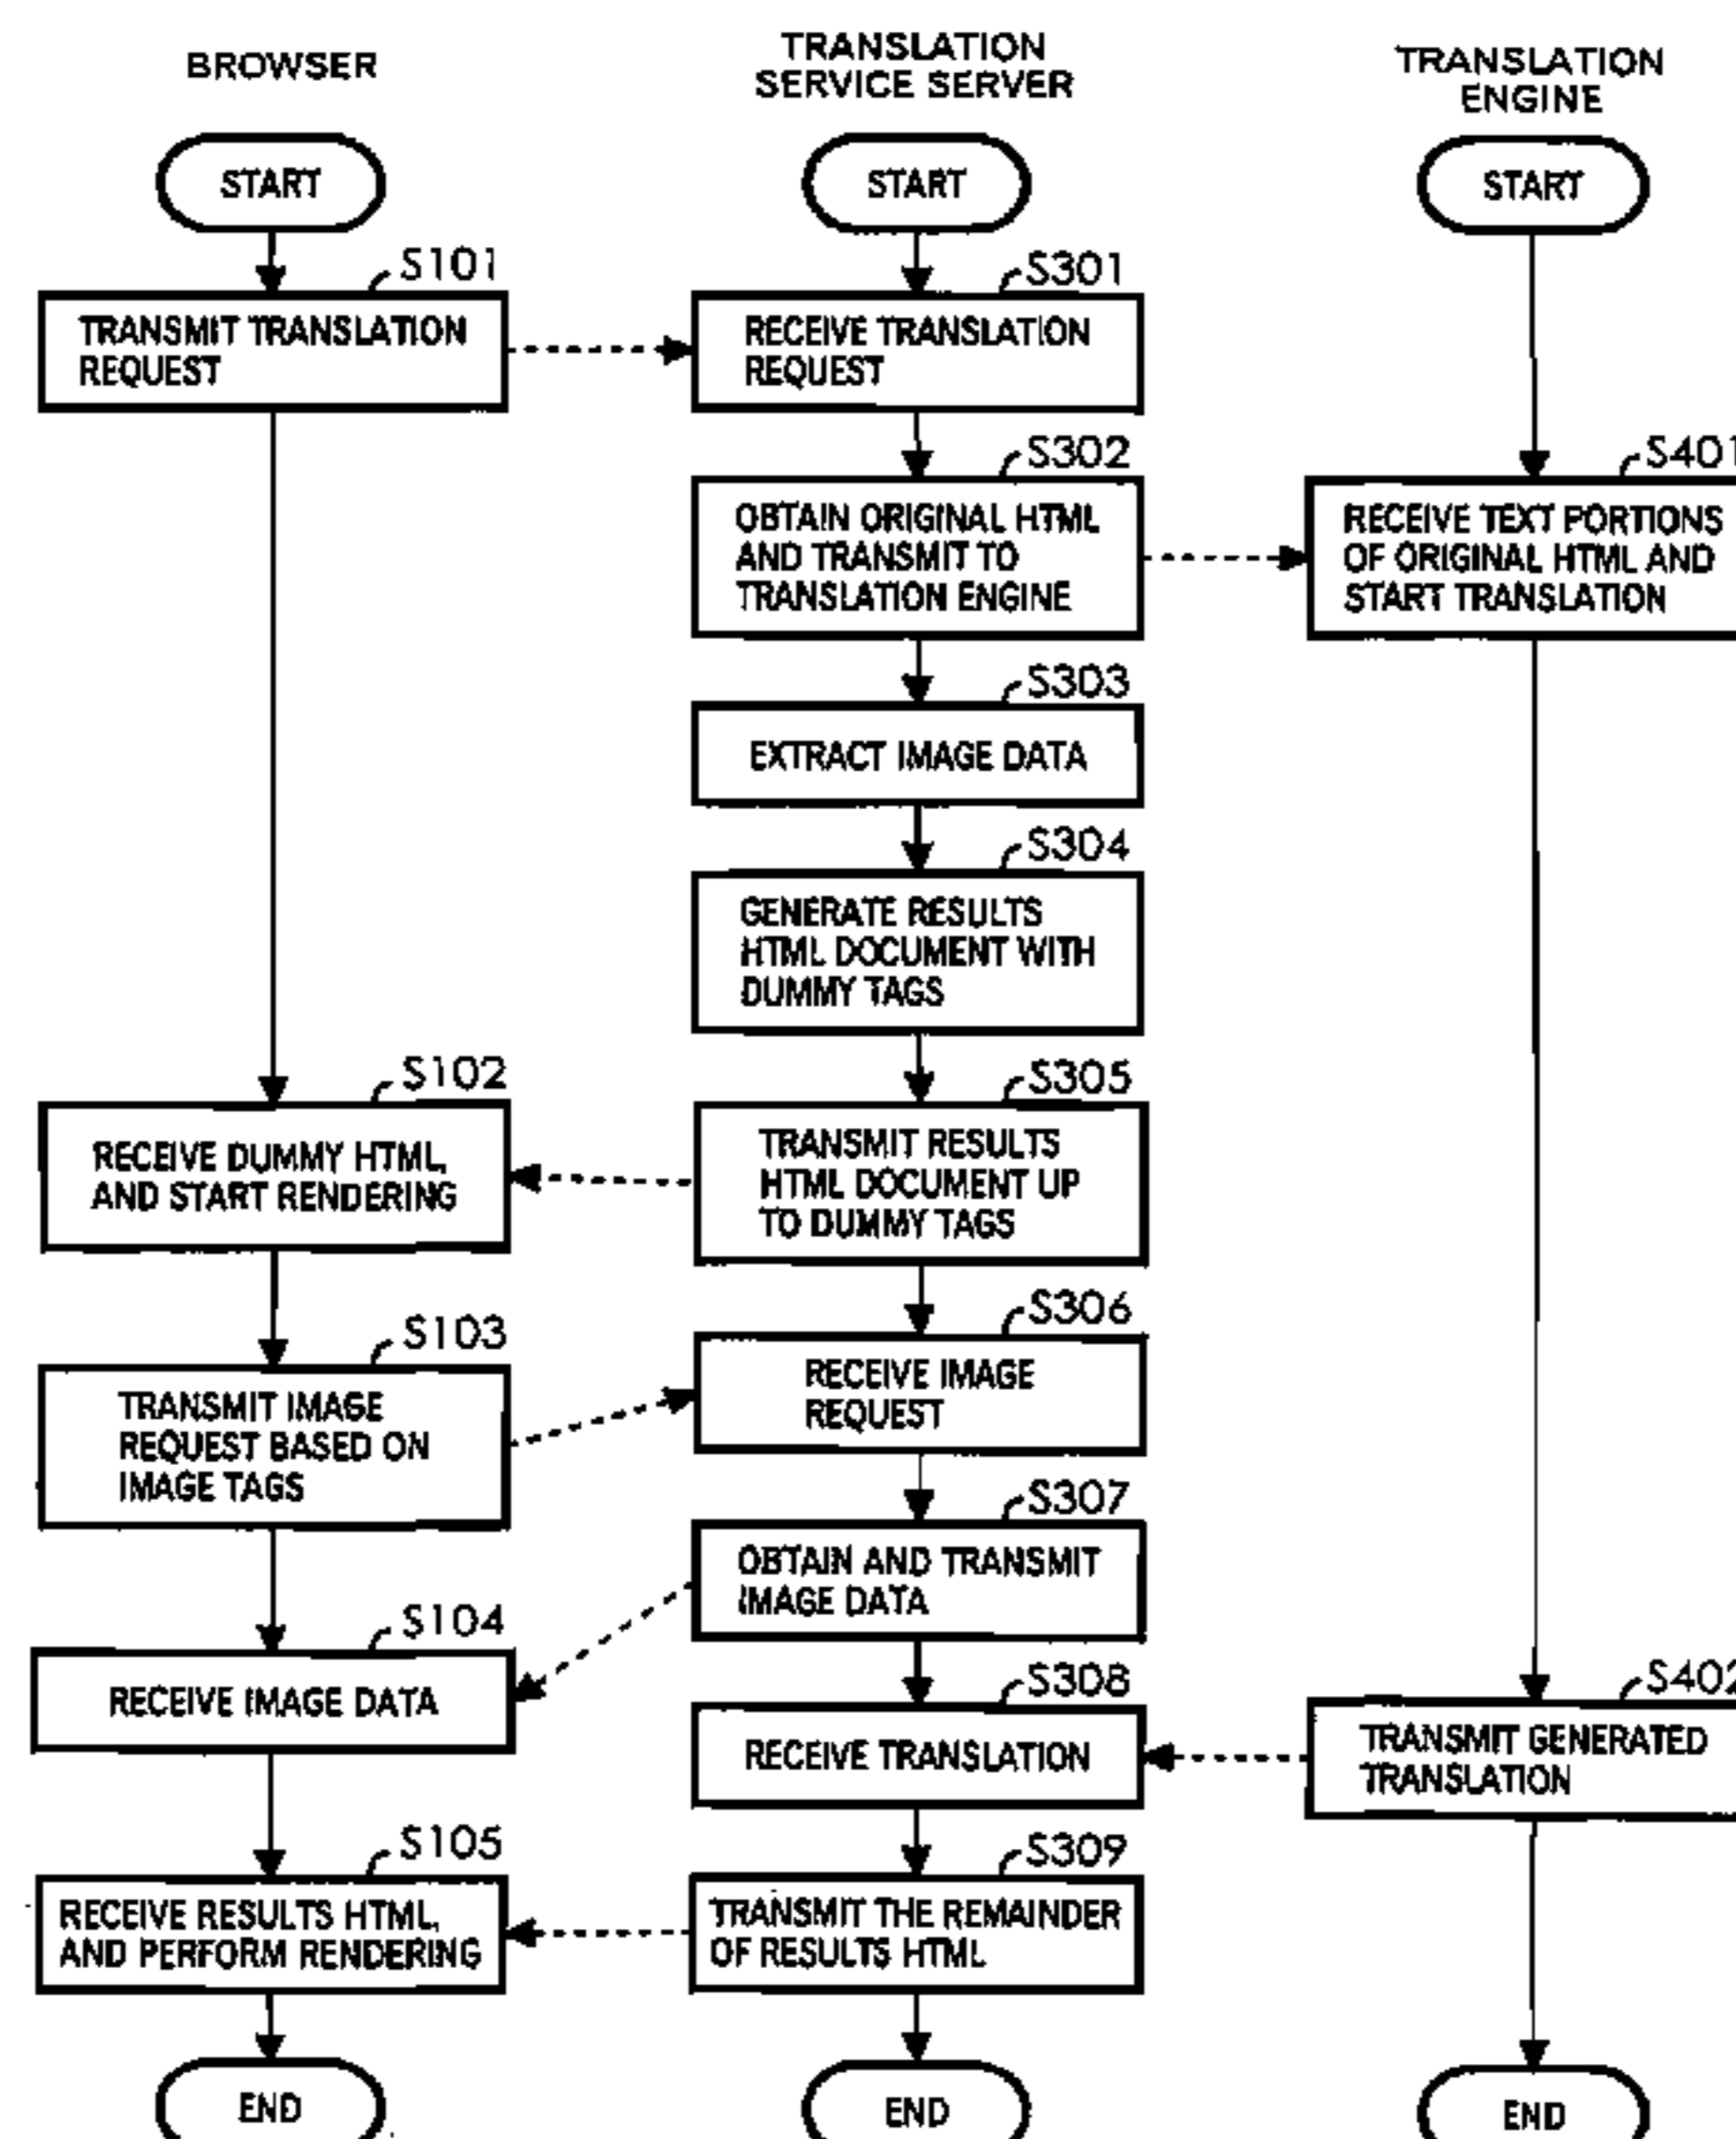 BROWSER
TRANSLATION
SERVICE SERVER
TRANSLATION
ENGINE
START
START
START
S101
TRANSMIT TRANSLATION
REQUEST
S301
RECEIVE TRANSLATION
REQUEST
S302
OBTAIN ORIGINAL HTML
AND TRANSMIT TO
TRANSLATION ENGINE
S401
RECEIVE TEXT PORTIONS
OF ORIGINAL HTML AND
START TRANSLATION
S303
EXTRACT IMAGE DATA
S304
GENERATE RESULTS
HTML DOCUMENT WITH
DUMMY TAGS
S102
RECEIVE DUMMY HTML,
AND START RENDERING
S305
TRANSMIT RESULTS
HTML DOCUMENT UP
TO DUMMY TAGS
S103
TRANSMIT IMAGE
REQUEST BASED ON
IMAGE TAGS
S306
RECEIVE IMAGE
REQUEST
S307
OBTAIN AND TRANSMIT
IMAGE DATA
S104
RECEIVE IMAGE DATA
S308
RECEIVE TRANSLATION
S402
TRANSMIT GENERATED
TRANSLATION
S105
RECEIVE RESULTS HTML,
AND PERFORM RENDERING
S309
TRANSMIT THE REMAINDER
OF RESULTS HTML
END
END
END